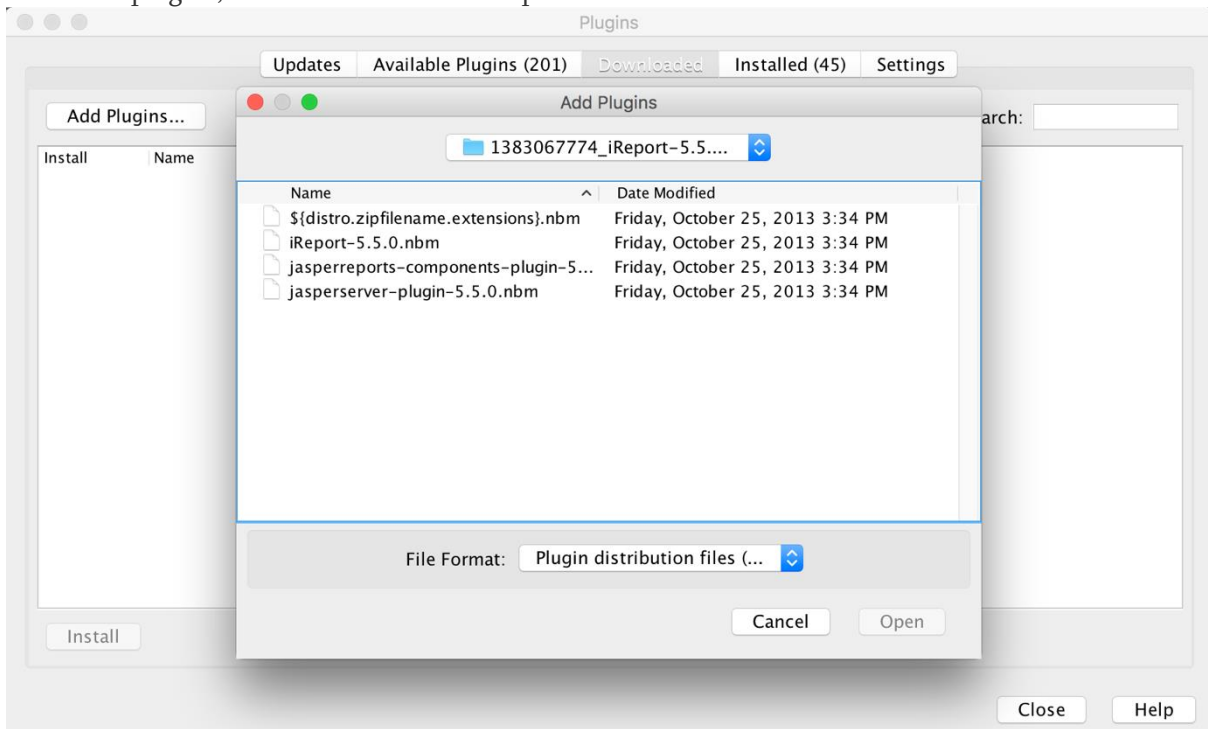 Plugins
Updates Available Plugins (201) Downloaded Installed (45) Settings
Add Plugins... Add Plugins arch:
1383067774_iReport-5.5....
Install Name
Name Date Modified
${distro.zipfilename.extensions}.nbm Friday, October 25, 2013 3:34 PM
iReport-5.5.0.nbm Friday, October 25, 2013 3:34 PM
jasperreports-components-plugin-5... Friday, October 25, 2013 3:34 PM
jasperserver-plugin-5.5.0.nbm Friday, October 25, 2013 3:34 PM
File Format: Plugin distribution files (...
Cancel Open
Install
Close Help